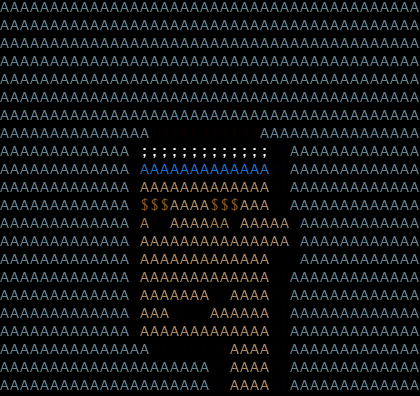 AAAAAAAAAAAAAAAAAAAAAAAAAAAAAAAAAAAAAAAAAA
AAAAAAAAAAAAAAAAAAAAAAAAAAAAAAAAAAAAAAAAAA
AAAAAAAAAAAAAAAAAAAAAAAAAAAAAAAAAAAAAAAAAA
AAAAAAAAAAAAAAAAAAAAAAAAAAAAAAAAAAAAAAAAAA
AAAAAAAAAAAAAAAAAAAAAAAAAAAAAAAAAAAAAAAAAA
AAAAAAAAAAAAAAAAAAAAAAAAAAAAAAAAAAAAAAAAAA
AAAAAAAAAAAAAAAAAAAAAAAAAAAAAAAAAAAAAAAAAA
AAAAAAAAAAAAAAA           AAAAAAAAAAAAAAAA
AAAAAAAAAAAAA ;;;;;;;;;;;;;  AAAAAAAAAAAAA
AAAAAAAAAAAAA AAAAAAAAAAAAA  AAAAAAAAAAAAA
AAAAAAAAAAAAA AAAAAAAAAAAAA  AAAAAAAAAAAAA
AAAAAAAAAAAAA $$$AAAA$$$AAA  AAAAAAAAAAAAA
AAAAAAAAAAAAA A  AAAAAA AAAAA AAAAAAAAAAAA
AAAAAAAAAAAAA AAAAAAAAAAAAAAA AAAAAAAAAAAA
AAAAAAAAAAAAA AAAAAAAAAAAAA   AAAAAAAAAAAA
AAAAAAAAAAAAA AAAAAAAAAAAAA  AAAAAAAAAAAAA
AAAAAAAAAAAAA AAAAAAA  AAAA  AAAAAAAAAAAAA
AAAAAAAAAAAAA AAA    AAAAAA  AAAAAAAAAAAAA
AAAAAAAAAAAAA AAAAAAAAAAAAA  AAAAAAAAAAAAA
AAAAAAAAAAAAAAA        AAAA  AAAAAAAAAAAAA
AAAAAAAAAAAAAAAAAAAAA  AAAA  AAAAAAAAAAAAA
AAAAAAAAAAAAAAAAAAAAA  AAAA  AAAAAAAAAAAAA